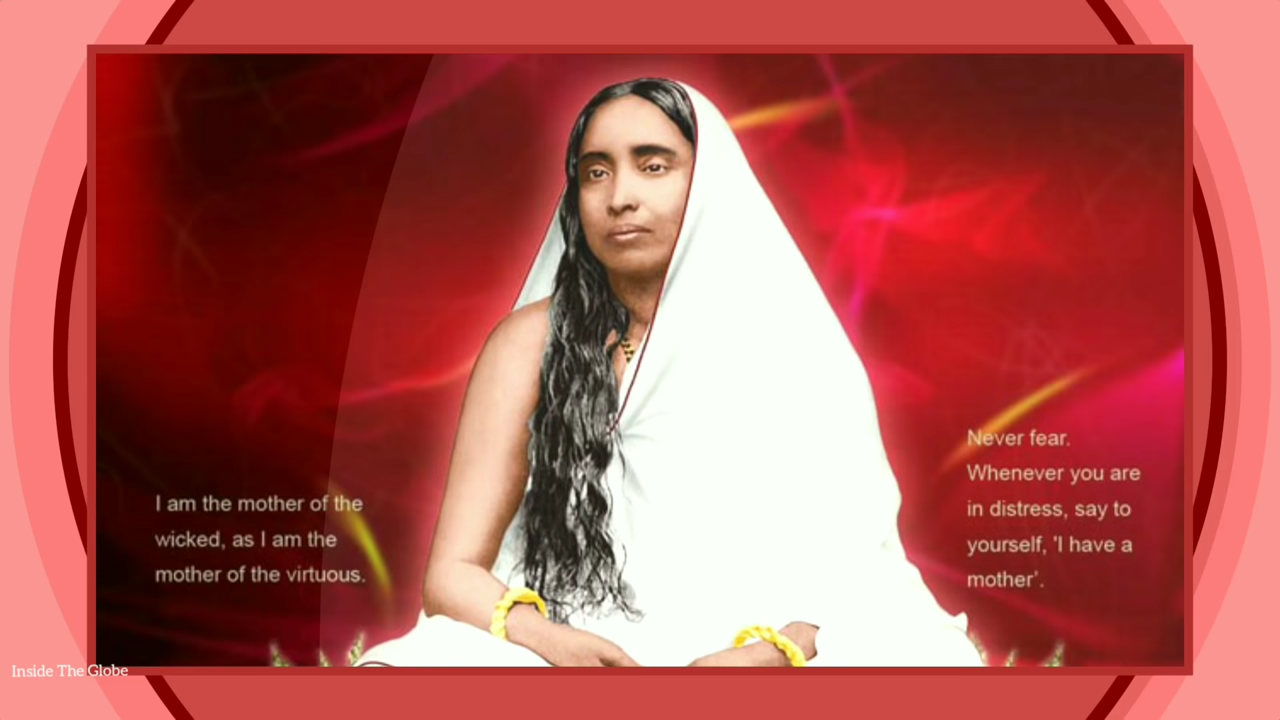 I am the mother of the
wicked, as I am the
mother of the virtuous.
Never fear.
Whenever you are
in distress, say to
yourself, 'I have a
mother'.
Inside The Globe